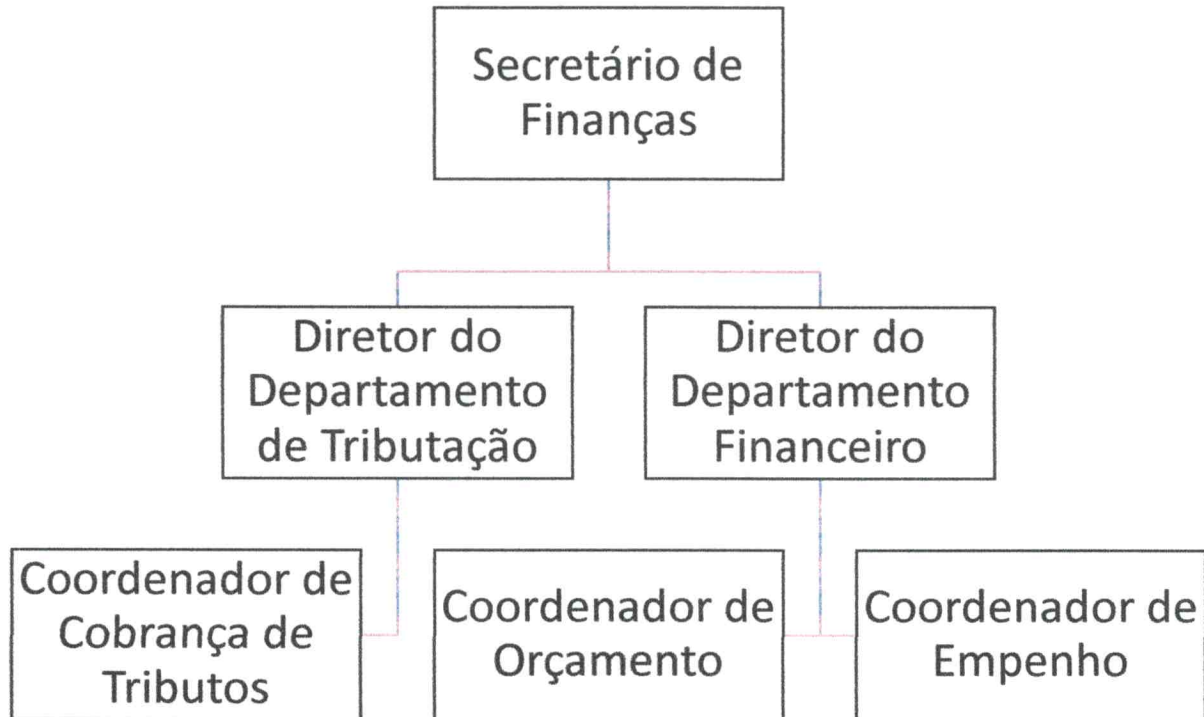 Secretário de
Finanças
Diretor do
Departamento
de Tributação
Diretor do
Departamento
Financeiro
Coordenador de
Cobrança de
Tributos
Coordenador de
Orçamento
Coordenador de
Empenho